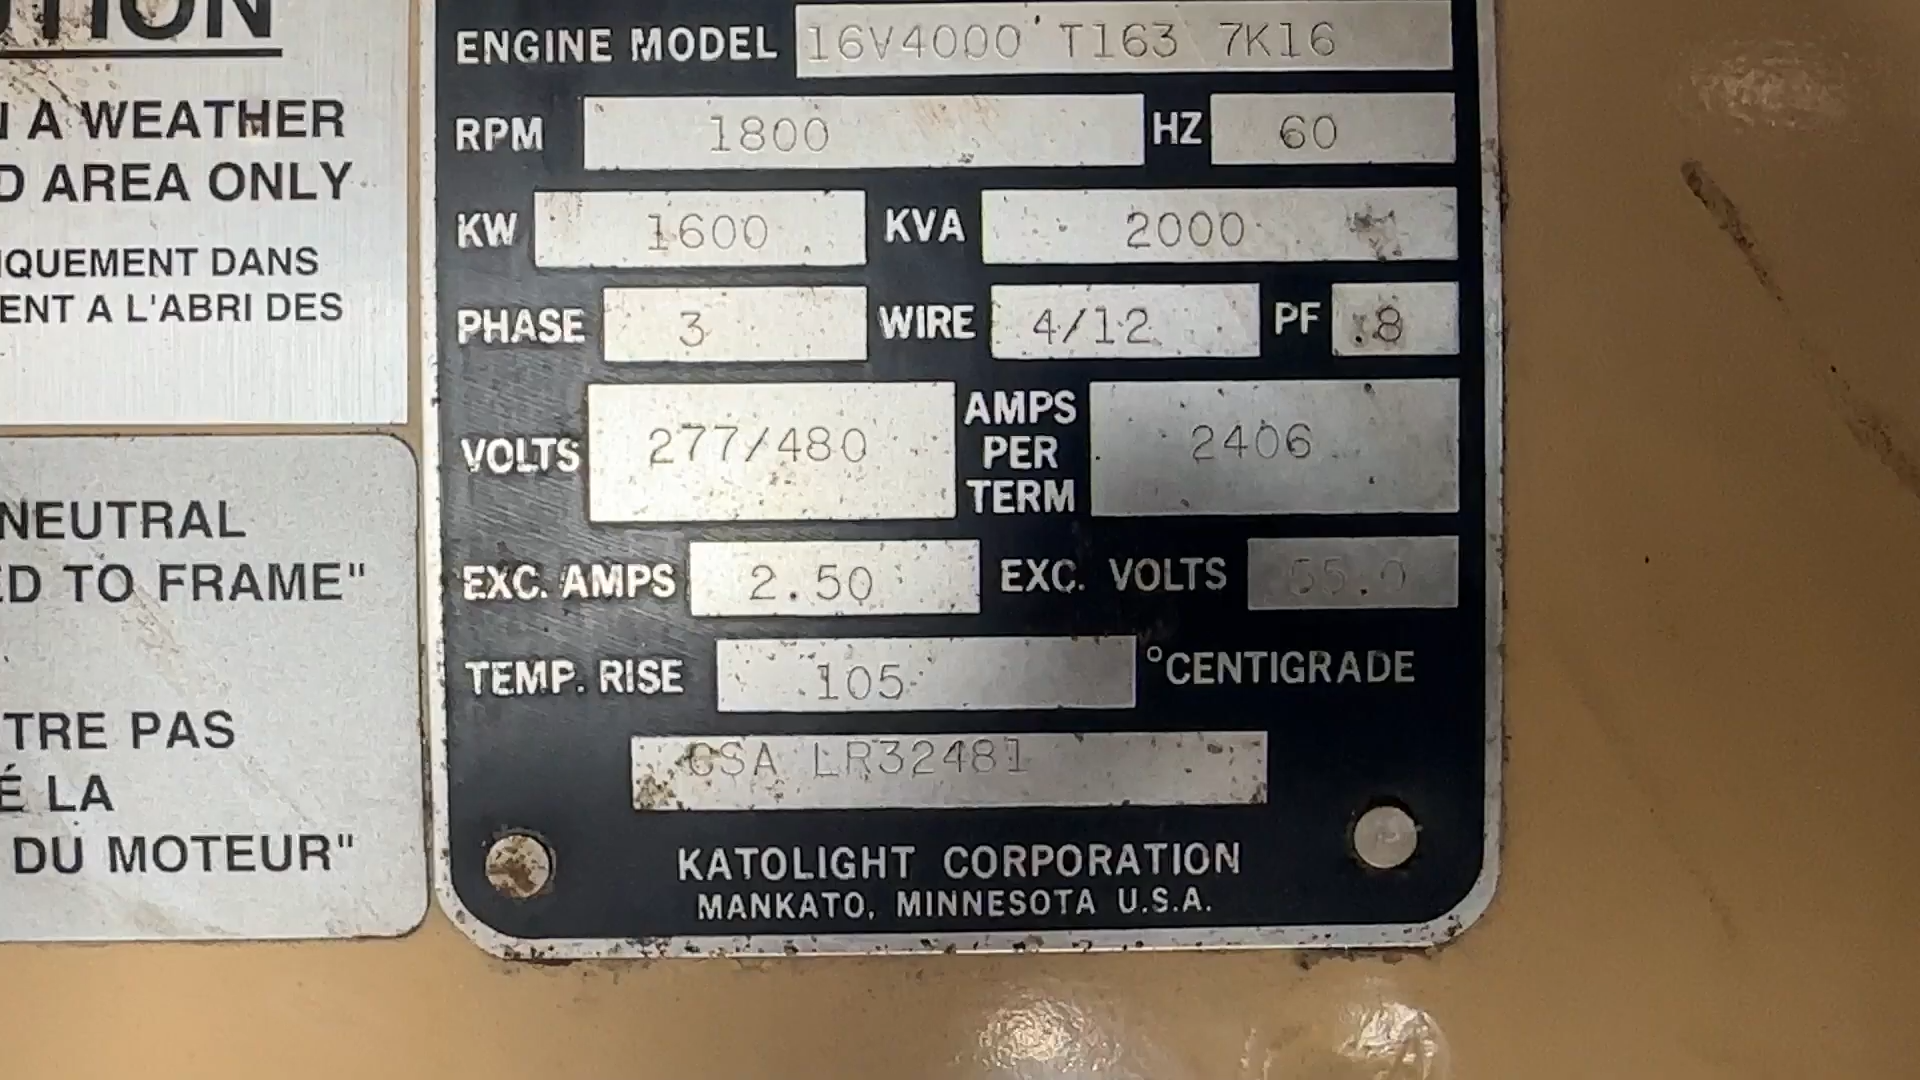 TION
N A WEATHER
D AREA ONLY
IQUEMENT DANS
ENT A L'ABRI DES
NEUTRAL
ED TO FRAME"
TRE PAS
É LA
DU MOTEUR"
ENGINE MODEL 16V4000 T163 7K16
RPM 1800 HZ 60
KW 1600 KVA 2000
PHASE 3 WIRE 4/12 PF .8
VOLTS 277/480 AMPS PER TERM 2406
EXC. AMPS 2.50 EXC. VOLTS 55.0
TEMP. RISE 105 °CENTIGRADE
CSA LR32481
KATOLIGHT CORPORATION
MANKATO, MINNESOTA U.S.A.